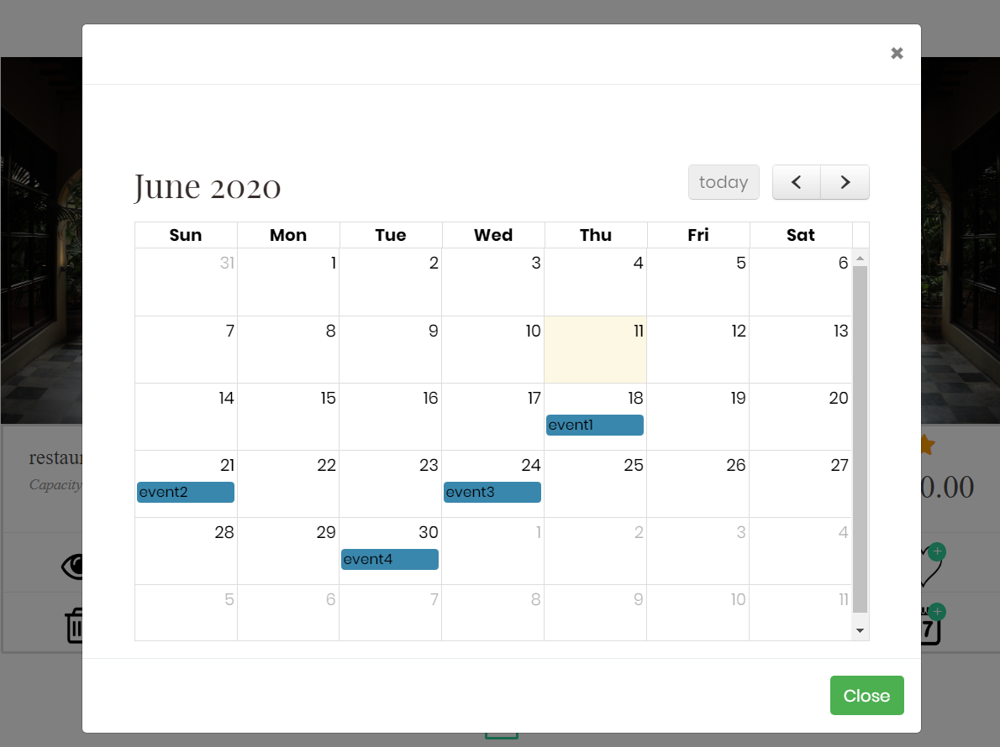 ×
June 2020
today < >
Sun Mon Tue Wed Thu Fri Sat
31 1 2 3 4 5 6
7 8 9 10 11 12 13
14 15 16 17 18 19 20
event1
21 22 23 24 25 26 27
event2 event3
28 29 30 1 2 3 4
event4
5 6 7 8 9 10 11
Capacity
0.00
7
Close